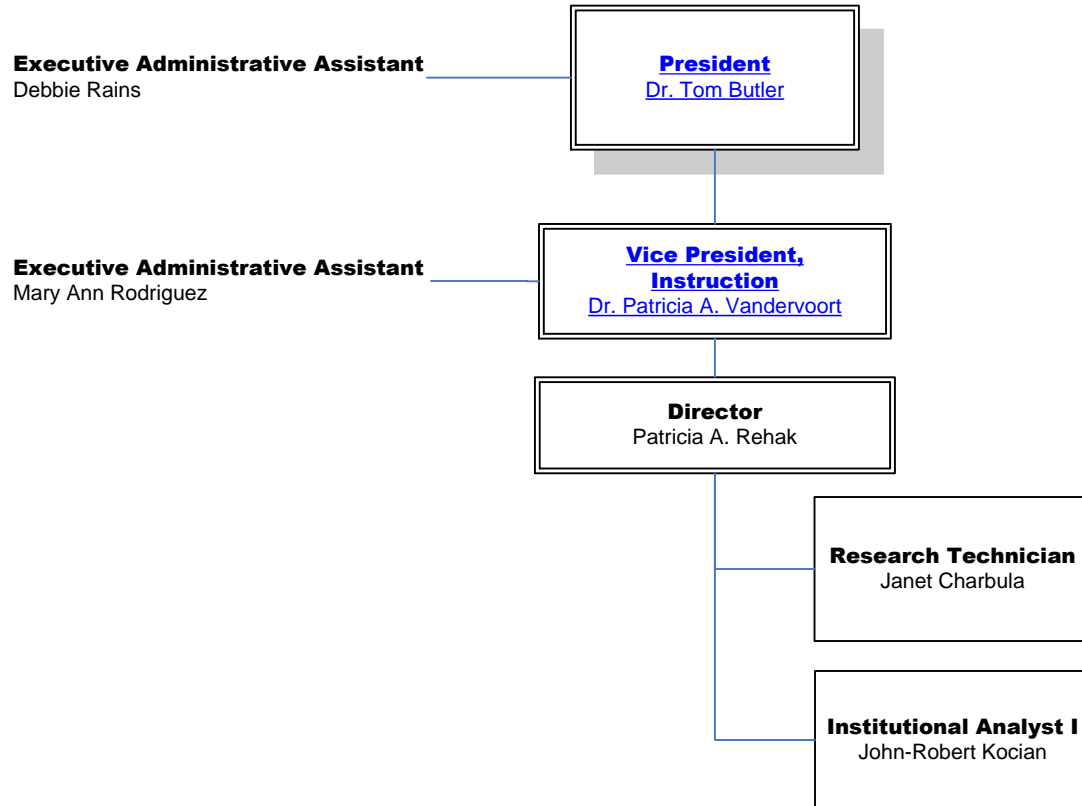 Executive Administrative Assistant
Debbie Rains
President
Dr. Tom Butler
Executive Administrative Assistant
Mary Ann Rodriguez
Vice President,
Instruction
Dr. Patricia A. Vandervoort
Director
Patricia A. Rehak
Research Technician
Janet Charbula
Institutional Analyst I
John-Robert Kocian